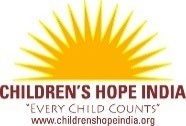 CHILDREN'S HOPE INDIA
"EVERY CHILD COUNTS"
www.childrenshopeindia.org